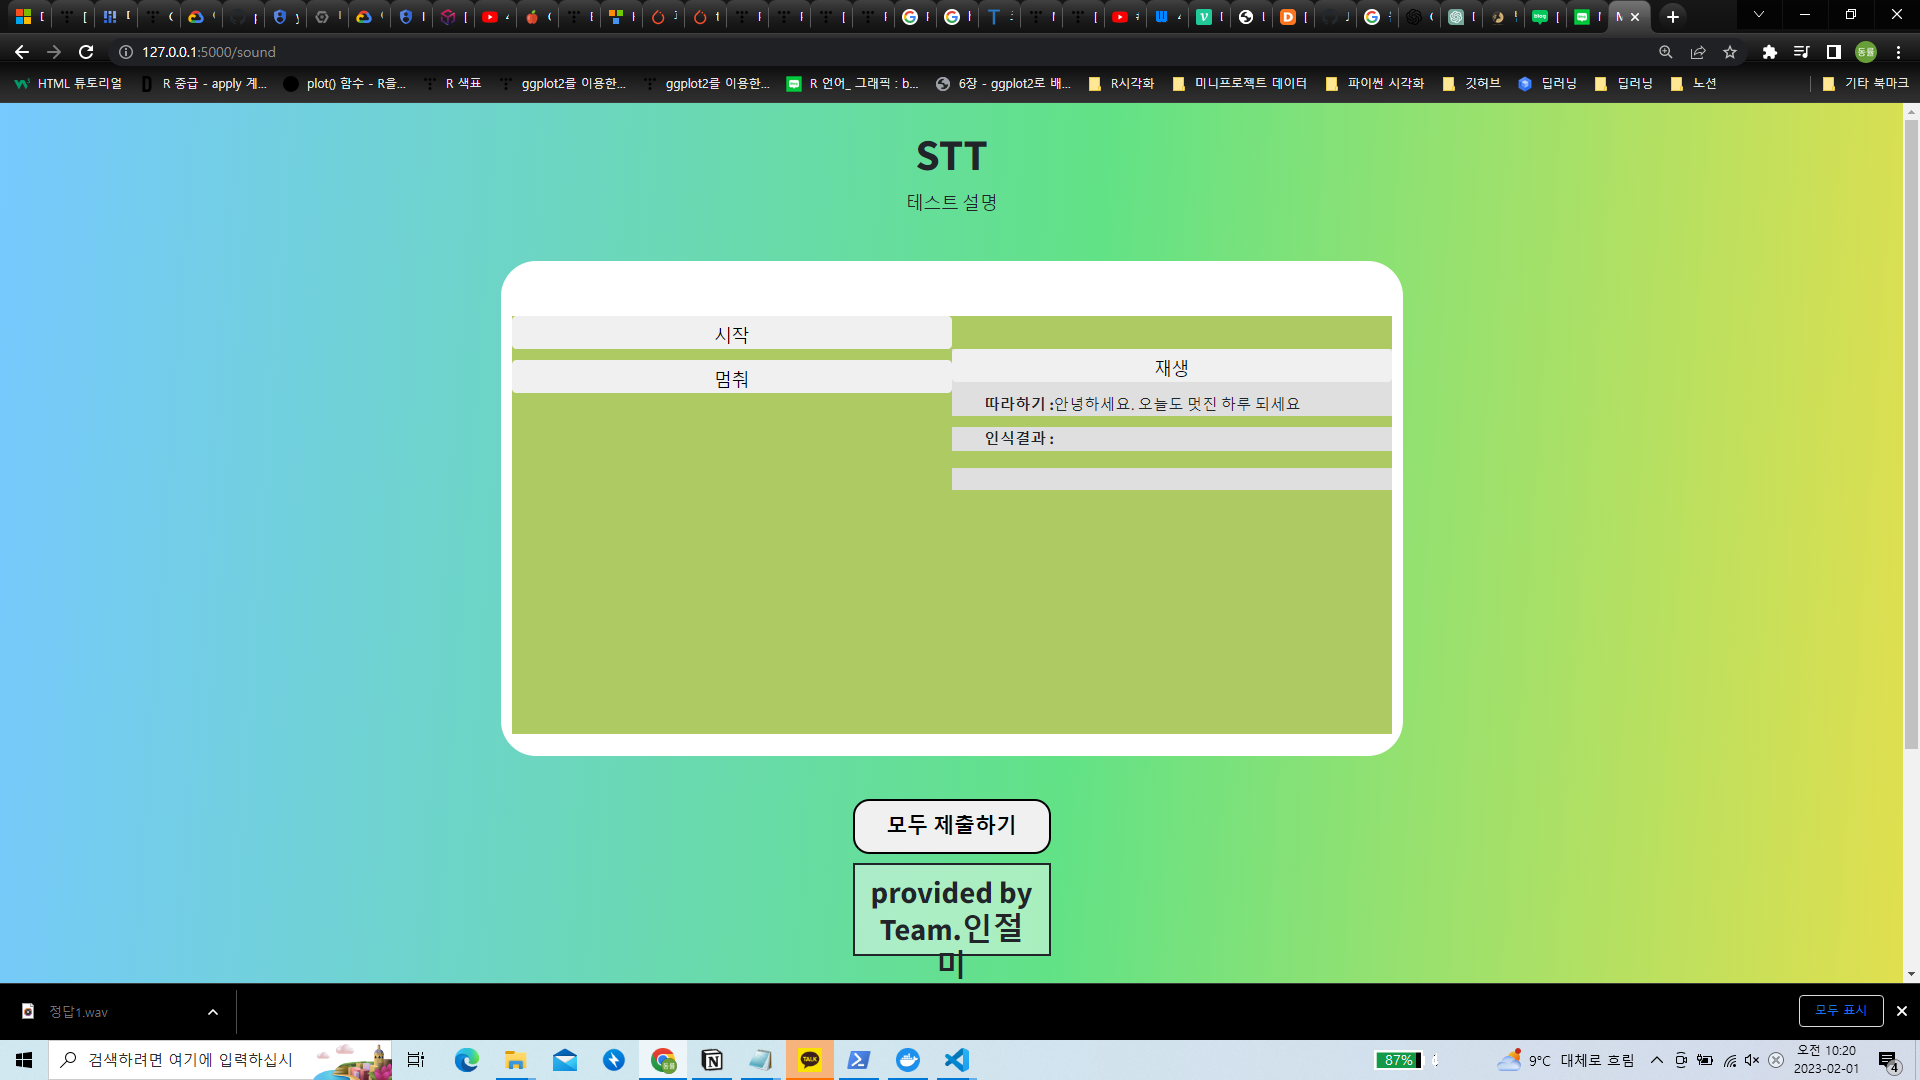 127.0.0.1:5000/sound
HTML 튜토리얼
R 중급 - apply 계...
plot() 함수 - R을...
R 색표
ggplot2를 이용한...
ggplot2를 이용한...
R 언어_ 그래픽 : b...
6장 - ggplot2로 배...
R시각화
미니프로젝트 데이터
파이썬 시각화
깃허브
딥러닝
딥러닝
노션
기타 북마크
STT
테스트 설명
시작
멈춰
재생
따라하기 :안녕하세요. 오늘도 멋진 하루 되세요
인식결과 :
모두 제출하기
provided by
Team.인절
미
정답1.wav
모두 표시
검색하려면 여기에 입력하십시
87%
9°C 대체로 흐림
오전 10:20
2023-02-01
4